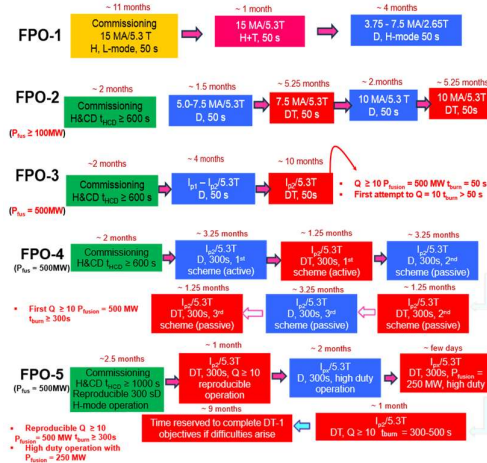 ~ 11 months
~ 1 month
~ 4 months
FPO-1
Commissioning
15 MA/5.3 T
H, L-mode, 50 s
15 MA/5.3T
H+T, 50 s
3.75 - 7.5 MA/2.65T
D, H-mode, 50 s
~ 2 months
~ 1.5 months
~ 5.25 months
~ 2.months
~ 5.25 months
FPO-2
(Pfus ≥ 100MW)
Commissioning
H&CD tHCD ≥ 600 s
5.0-7.5 MA/5.3T
D, 50s
7.5 MA/5.3T
DT, 50s
10 MA/5.3 T
D, 50 s
10 MA/5.3T
DT, 50s
~ 2 months
~ 4 months
~ 10 months
FPO-3
(Pfus = 500MW)
Commissioning
H&CD tHCD ≥ 600 s
Ip1 – Ip2/5.3T
D, 50s
Ip2/5.3T
DT, 50s
• Q ≥ 10 Pfusion = 500 MW tburn = 50 s
• First attempt to Q = 10 tburn > 50 s
~ 2 months
~ 3.25 months
~ 1.25 months
~ 3.25 months
FPO-4
(Pfus = 500MW)
Commissioning
H&CD tHCD ≥ 600 s
Ip2/5.3T
D, 300s, 1st
scheme (active)
Ip2/5.3T
DT, 300s, 1st
scheme (active)
Ip2/5.3T
D, 300s, 2nd
scheme (passive)
~ 1.25 months
~ 3.25 months
~ 1.25 months
• First Q ≥ 10 Pfusion = 500 MW
tburn ≥ 300s
Ip2/5.3T
DT, 300s, 3rd
scheme (passive)
Ip2/5.3T
D, 300s, 3rd
scheme (passive)
Ip2/5.3T
DT, 300s, 2nd
scheme (passive)
~2.5 months
~ 1 month
~ 2 months
~ few days
FPO-5
(Pfus = 500MW)
Commissioning
H&CD tHCD ≥ 1000 s
Reproducible 300 sD
H-mode operation
Ip2/5.3T
DT, 300s, Q ≥ 10
reproducible
operation
Ipx/5.3T
D, 300s, high duty
operation
Ipx/5.3T
DT, 300s, Pfusion =
250 MW, high duty
~ 9 months
~ 1 month
• Reproducible Q ≥ 10
Pfusion = 500 MW tburn ≥ 300s
• High duty operation with
Pfusion = 250 MW
Time reserved to complete DT-1
objectives if difficulties arise
Ip2/5.3T
DT, Q ≥ 10 tburn = 300-500 s